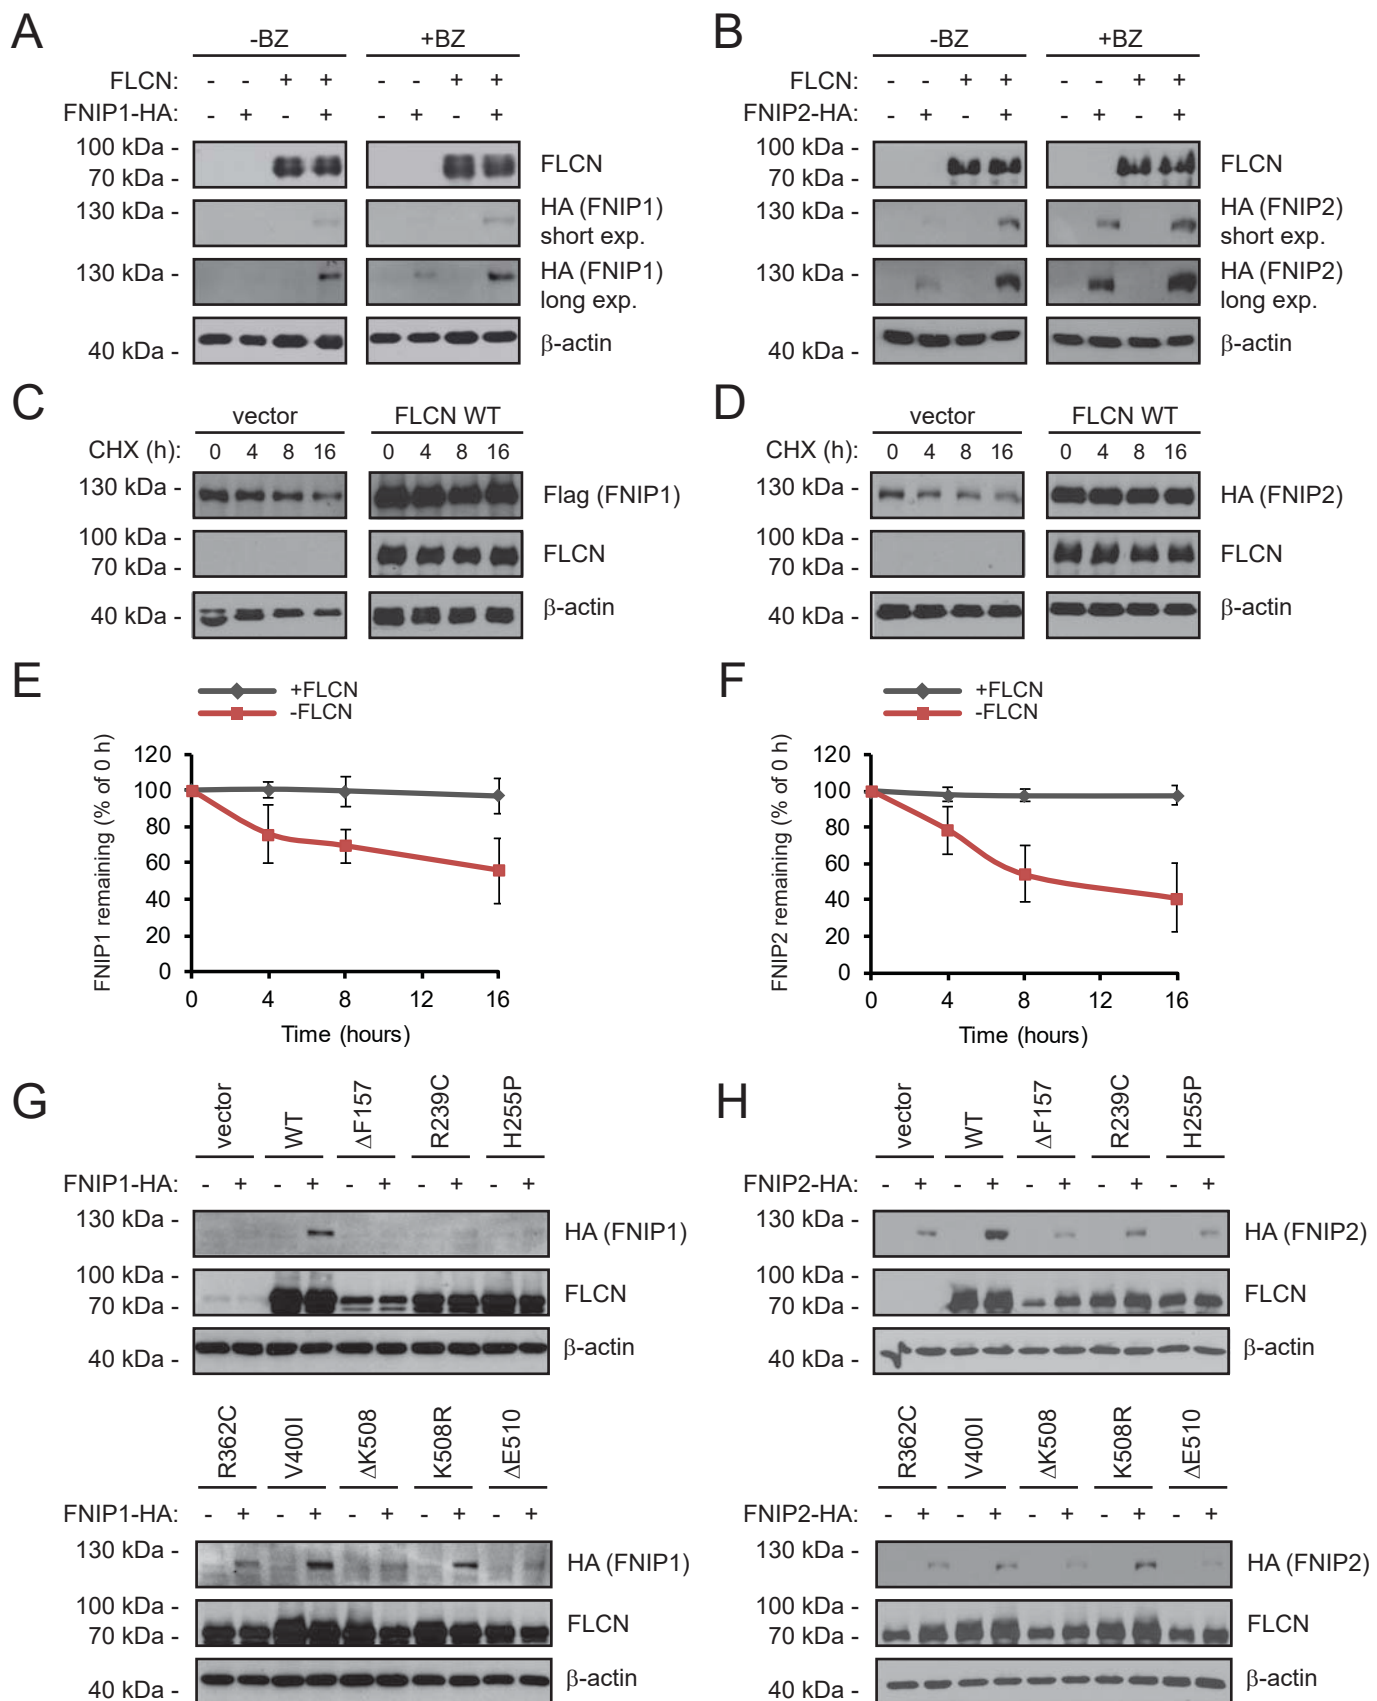 A
-BZ +BZ
FLCN: - - + + - - + +
FNIP1-HA: - + - + - + - +
100 kDa -
70 kDa -
FLCN
130 kDa -
HA (FNIP1)
short exp.
130 kDa -
HA (FNIP1)
long exp.
40 kDa -
β-actin
B
-BZ +BZ
FLCN: - - + + - - + +
FNIP2-HA: - + - + - + - +
100 kDa -
70 kDa -
FLCN
130 kDa -
HA (FNIP2)
short exp.
130 kDa -
HA (FNIP2)
long exp.
40 kDa -
β-actin
C
vector FLCN WT
CHX (h): 0 4 8 16 0 4 8 16
130 kDa -
Flag (FNIP1)
100 kDa -
70 kDa -
FLCN
40 kDa -
β-actin
D
vector FLCN WT
CHX (h): 0 4 8 16 0 4 8 16
130 kDa -
HA (FNIP2)
100 kDa -
70 kDa -
FLCN
40 kDa -
β-actin
E
+FLCN
-FLCN
FNIP1 remaining (% of 0 h)
120
100
80
60
40
20
0
0 4 8 12 16
Time (hours)
F
+FLCN
-FLCN
FNIP2 remaining (% of 0 h)
120
100
80
60
40
20
0
0 4 8 12 16
Time (hours)
G
vector WT ΔF157 R239C H255P
FNIP1-HA: - + - + - + - + - +
130 kDa -
HA (FNIP1)
100 kDa -
70 kDa -
FLCN
40 kDa -
β-actin
R362C V400I ΔK508 K508R ΔE510
FNIP1-HA: - + - + - + - + - +
130 kDa -
HA (FNIP1)
100 kDa -
70 kDa -
FLCN
40 kDa -
β-actin
H
vector WT ΔF157 R239C H255P
FNIP2-HA: - + - + - + - + - +
130 kDa -
HA (FNIP2)
100 kDa -
70 kDa -
FLCN
40 kDa -
β-actin
R362C V400I ΔK508 K508R ΔE510
FNIP2-HA: - + - + - + - + - +
130 kDa -
HA (FNIP2)
100 kDa -
70 kDa -
FLCN
40 kDa -
β-actin